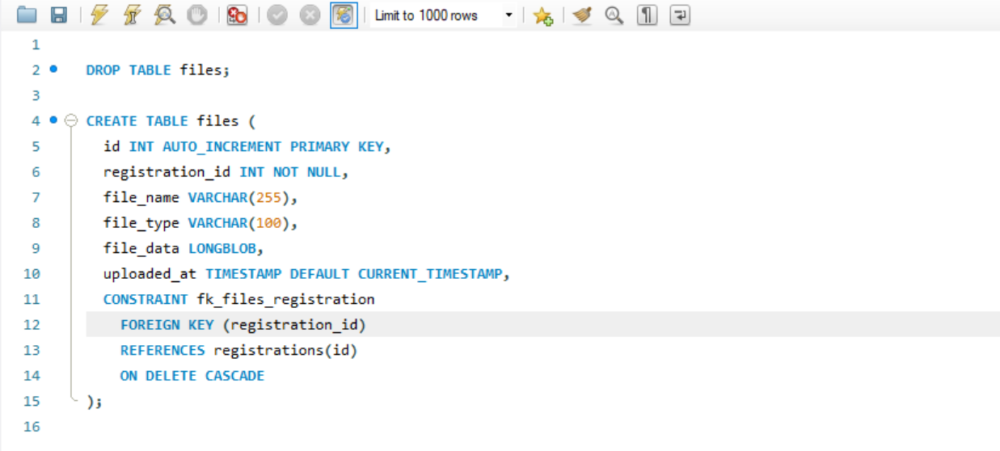 Limit to 1000 rows
1
2 DROP TABLE files;
3
4 CREATE TABLE files (
5 id INT AUTO_INCREMENT PRIMARY KEY,
6 registration_id INT NOT NULL,
7 file_name VARCHAR(255),
8 file_type VARCHAR(100),
9 file_data LONGBLOB,
10 uploaded_at TIMESTAMP DEFAULT CURRENT_TIMESTAMP,
11 CONSTRAINT fk_files_registration
12 FOREIGN KEY (registration_id)
13 REFERENCES registrations(id)
14 ON DELETE CASCADE
15 );
16